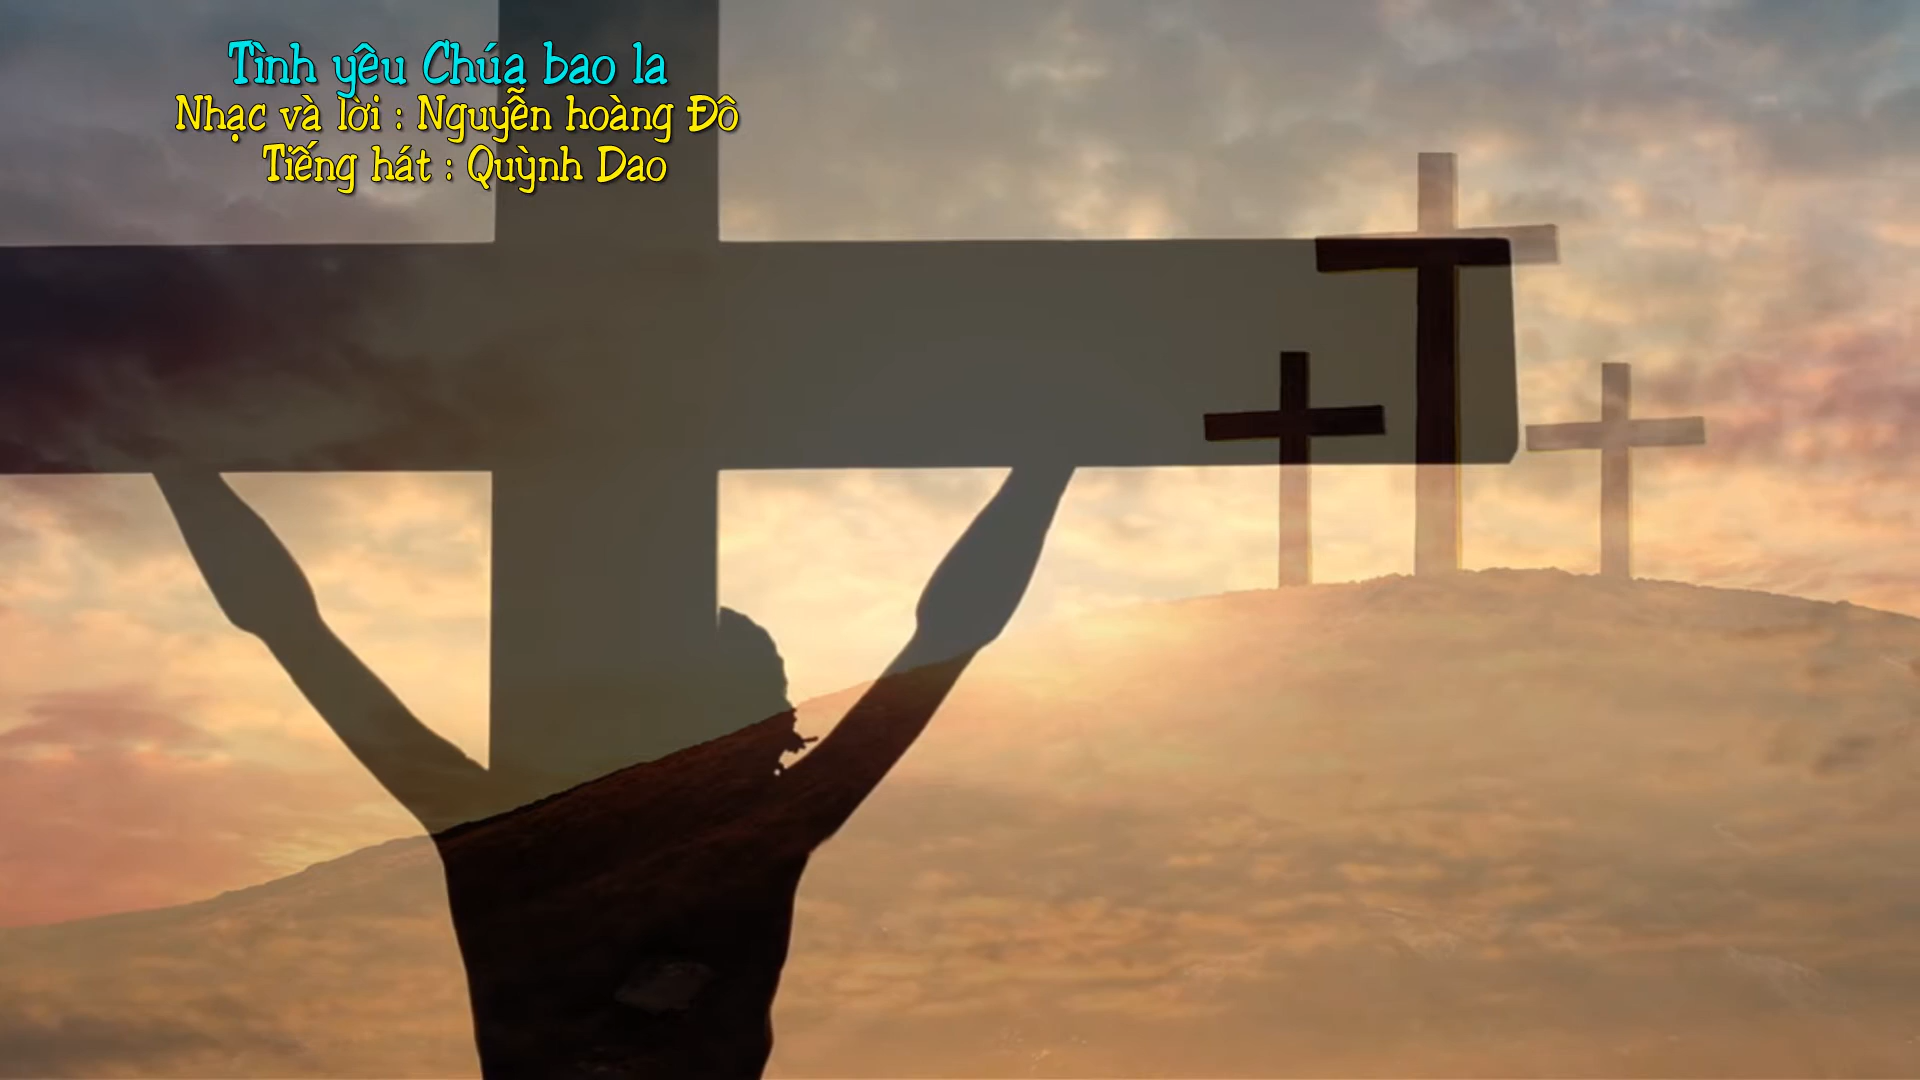 Tình yêu Chúa bao la
Nhạc và lời : Nguyễn hoàng Đô
Tiếng hát : Quỳnh Dao